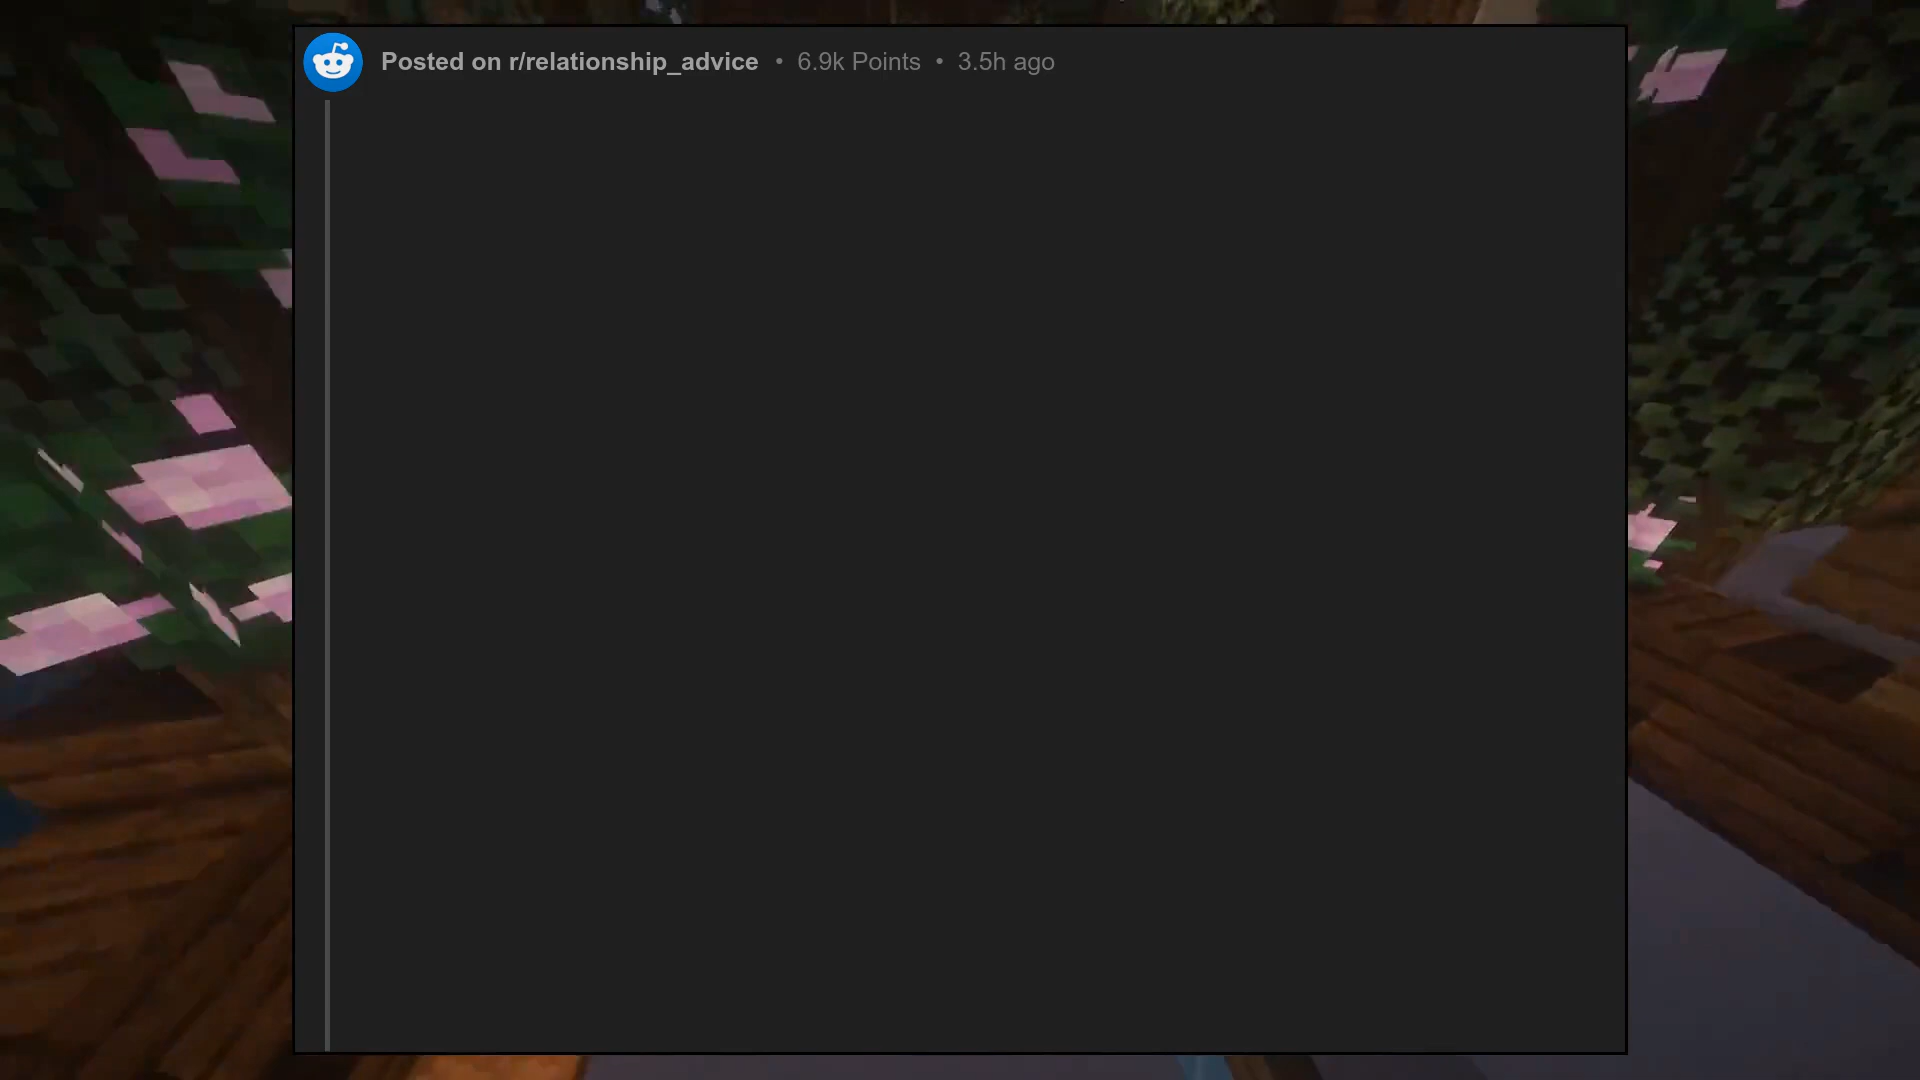 Posted on r/relationship_advice • 6.9k Points • 3.5h ago